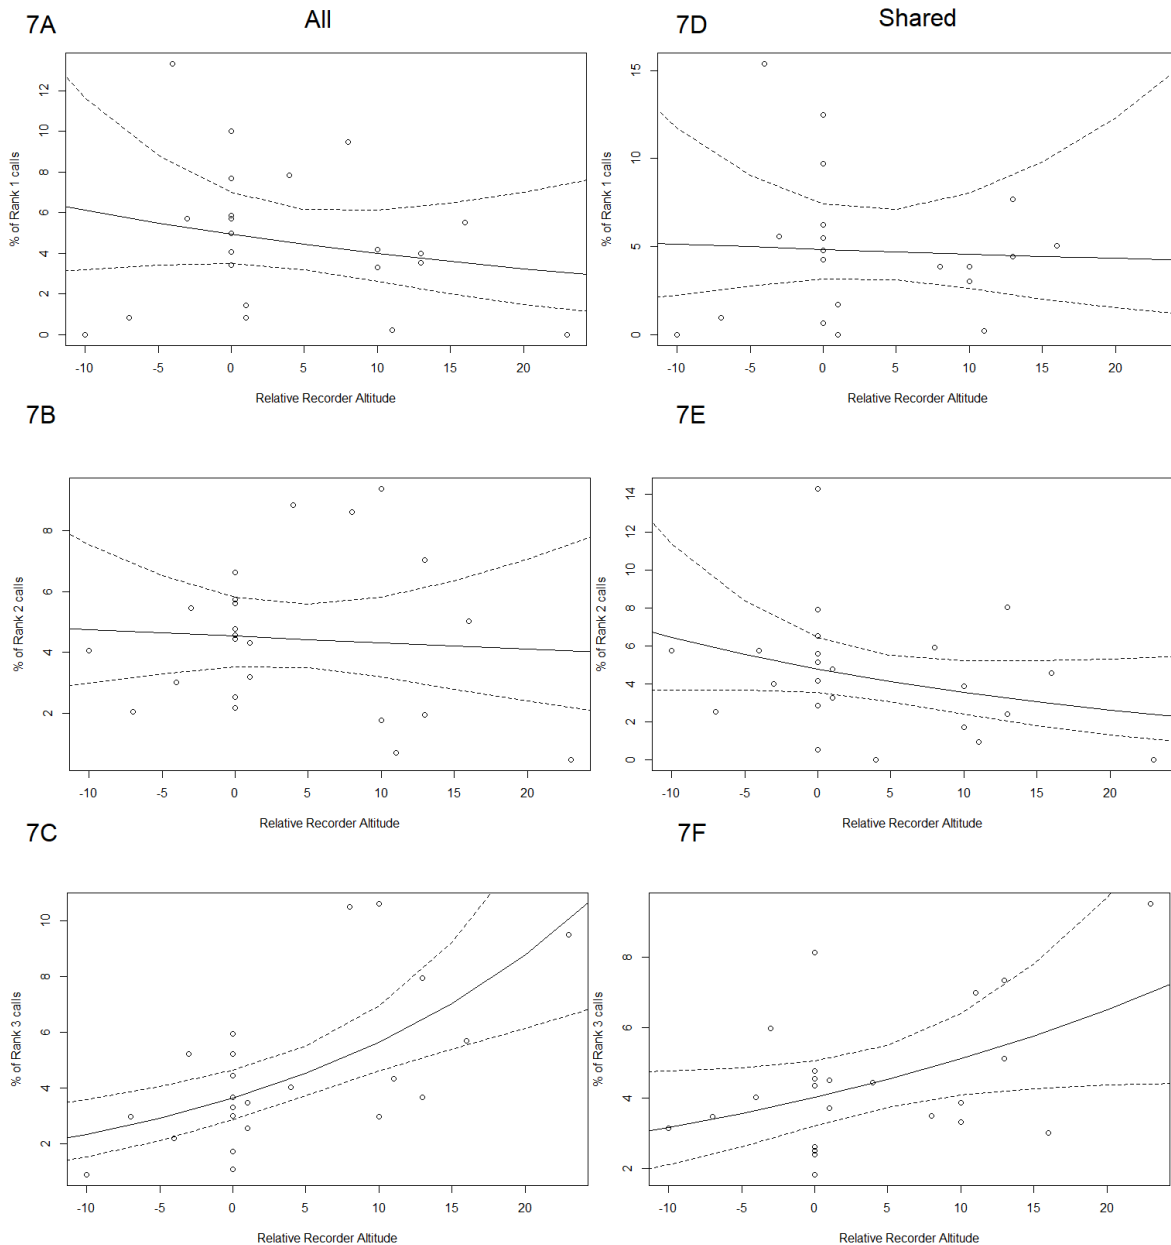 7A
All
7D
Shared
% of Rank 1 calls
0 2 4 6 8 10 12
-10 -5 0 5 10 15 20
Relative Recorder Altitude
% of Rank 1 calls
0 5 10 15
-10 -5 0 5 10 15 20
Relative Recorder Altitude
7B
7E
% of Rank 2 calls
2 4 6 8
-10 -5 0 5 10 15 20
Relative Recorder Altitude
% of Rank 2 calls
0 2 4 6 8 10 12 14
-10 -5 0 5 10 15 20
Relative Recorder Altitude
7C
7F
% of Rank 3 calls
2 4 6 8 10
-10 -5 0 5 10 15 20
Relative Recorder Altitude
% of Rank 3 calls
2 4 6 8
-10 -5 0 5 10 15 20
Relative Recorder Altitude